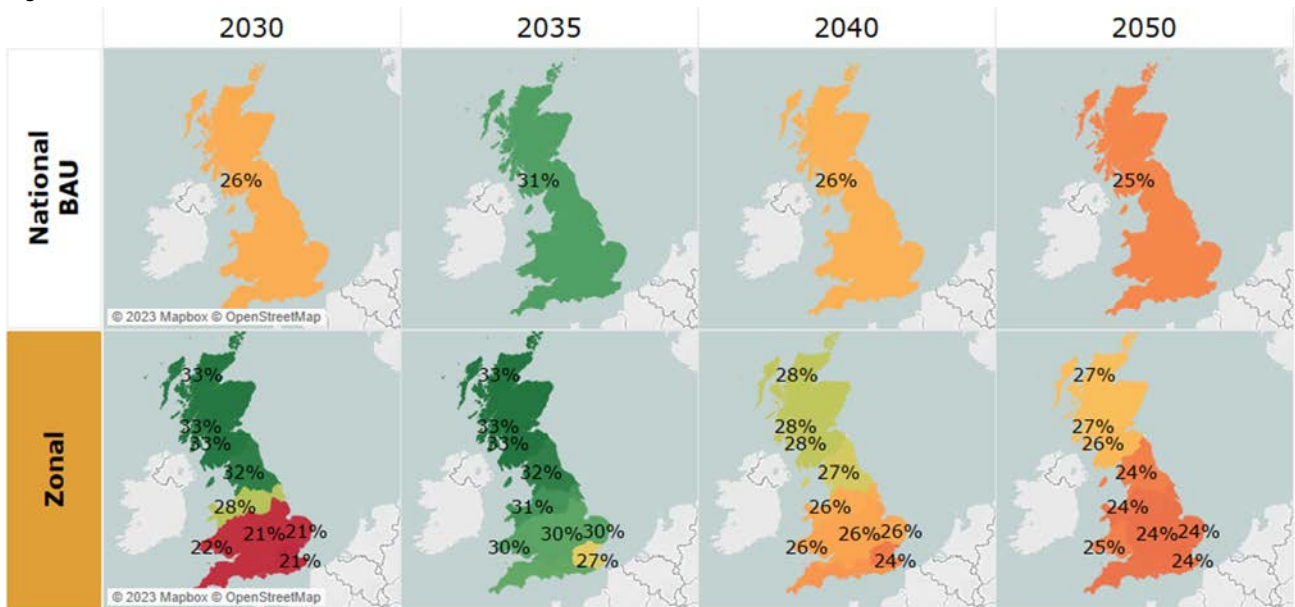 2030 2035 2040 2050
National
BAU
26% 31% 26% 25%
© 2023 Mapbox © OpenStreetMap
Zonal
33% 33% 28% 27%
33% 33% 28% 27%
33% 33% 28% 26%
32% 32% 27% 24%
28% 31% 26% 24%
21% 21% 30% 30% 26% 26% 24% 24%
22% 30% 26% 25%
21% 27% 24% 24%
© 2023 Mapbox © OpenStreetMap